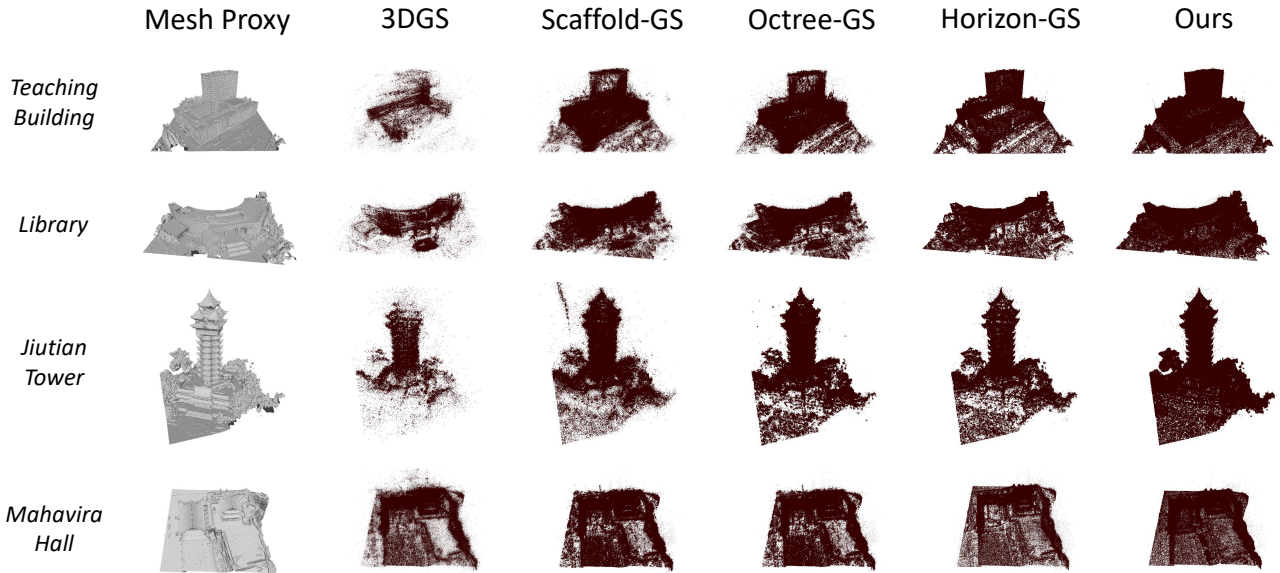 Mesh Proxy 3DGS Scaffold-GS Octree-GS Horizon-GS Ours
Teaching
Building
Library
Jiutian
Tower
Mahavira
Hall